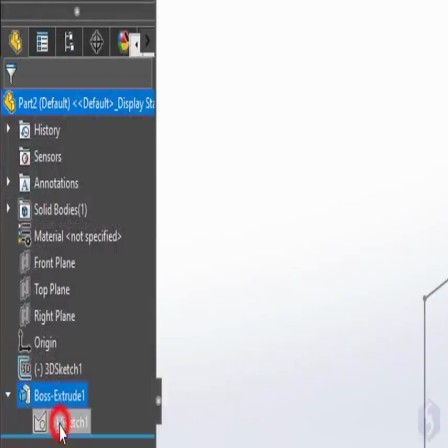 Part2 (Default) <<Default>_Display Sta
History
Sensors
Annotations
Solid Bodies(1)
Material <not specified>
Front Plane
Top Plane
Right Plane
Origin
(-) 3DSketch1
Boss-Extrude1